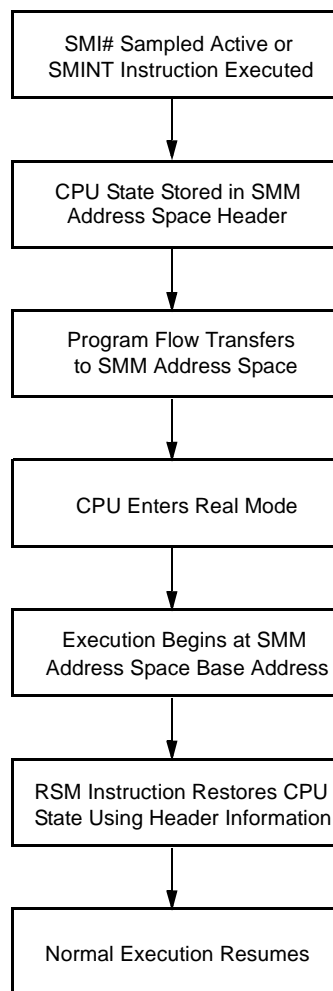 SMI# Sampled Active or
SMINT Instruction Executed
CPU State Stored in SMM
Address Space Header
Program Flow Transfers
to SMM Address Space
CPU Enters Real Mode
Execution Begins at SMM
Address Space Base Address
RSM Instruction Restores CPU
State Using Header Information
Normal Execution Resumes